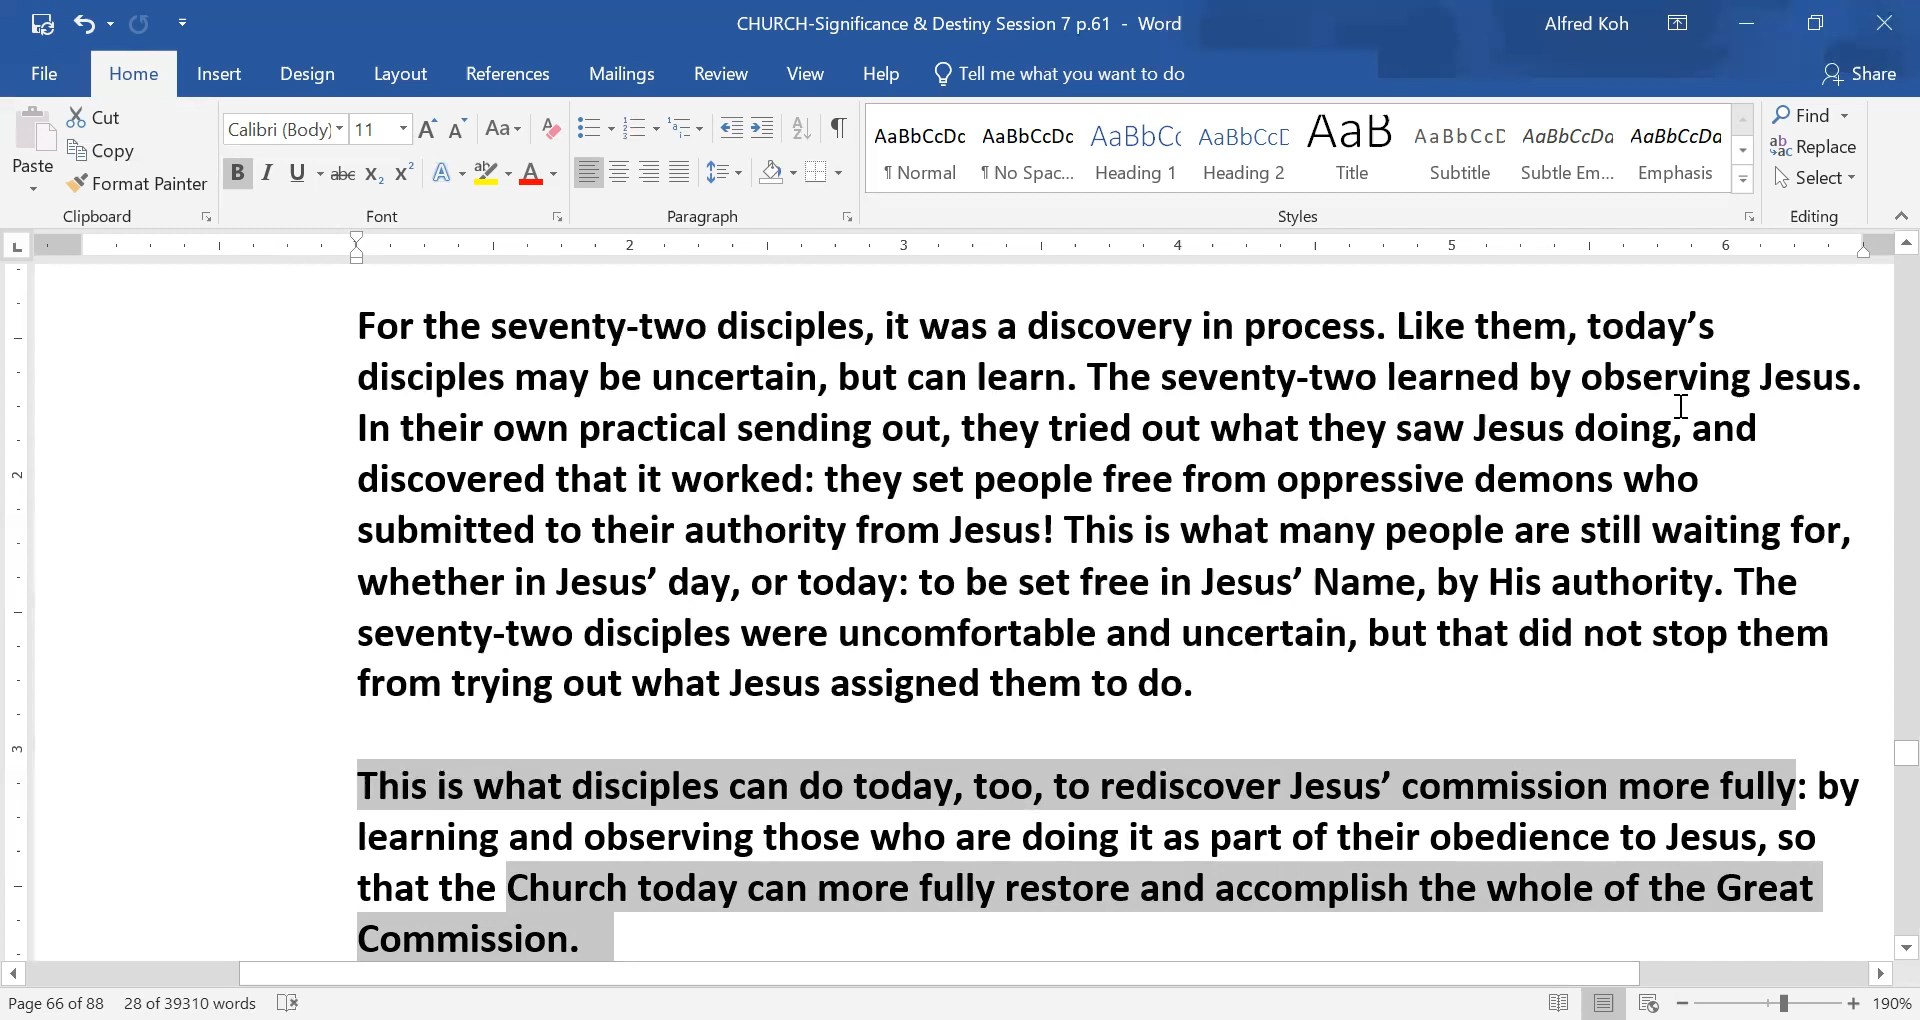 CHURCH-Significance & Destiny Session 7 p.61 - Word
Alfred Koh
File Home Insert Design Layout References Mailings Review View Help Tell me what you want to do Share
Paste
Cut
Copy
Format Painter
Clipboard
Calibri (Body) 11
Font
Paragraph
AaBbCcDc AaBbCcDc AaBbCc AaBbCcE AaB AaBbCcD AaBbCcDa AaBbCcDa
¶ Normal ¶ No Spac... Heading 1 Heading 2 Title Subtitle Subtle Em... Emphasis
Styles
Find
Replace
Select
Editing
2 3 4 5 6
For the seventy-two disciples, it was a discovery in process. Like them, today’s
disciples may be uncertain, but can learn. The seventy-two learned by observing Jesus.
In their own practical sending out, they tried out what they saw Jesus doing, and
discovered that it worked: they set people free from oppressive demons who
submitted to their authority from Jesus! This is what many people are still waiting for,
whether in Jesus’ day, or today: to be set free in Jesus’ Name, by His authority. The
seventy-two disciples were uncomfortable and uncertain, but that did not stop them
from trying out what Jesus assigned them to do.
This is what disciples can do today, too, to rediscover Jesus’ commission more fully: by
learning and observing those who are doing it as part of their obedience to Jesus, so
that the Church today can more fully restore and accomplish the whole of the Great
Commission.
2
3
Page 66 of 88 28 of 39310 words
190%